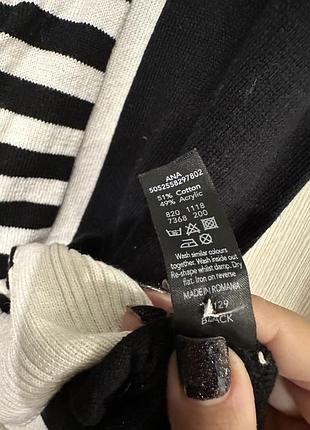 ANA
5052558297802
51% Cotton
49% Acrylic
820 1118
7368 200
Wash similar colours
together. Wash inside out
Re-shape whilst damp. Dry
flat. Iron on reverse
MADE IN ROMANIA
129
BLACK